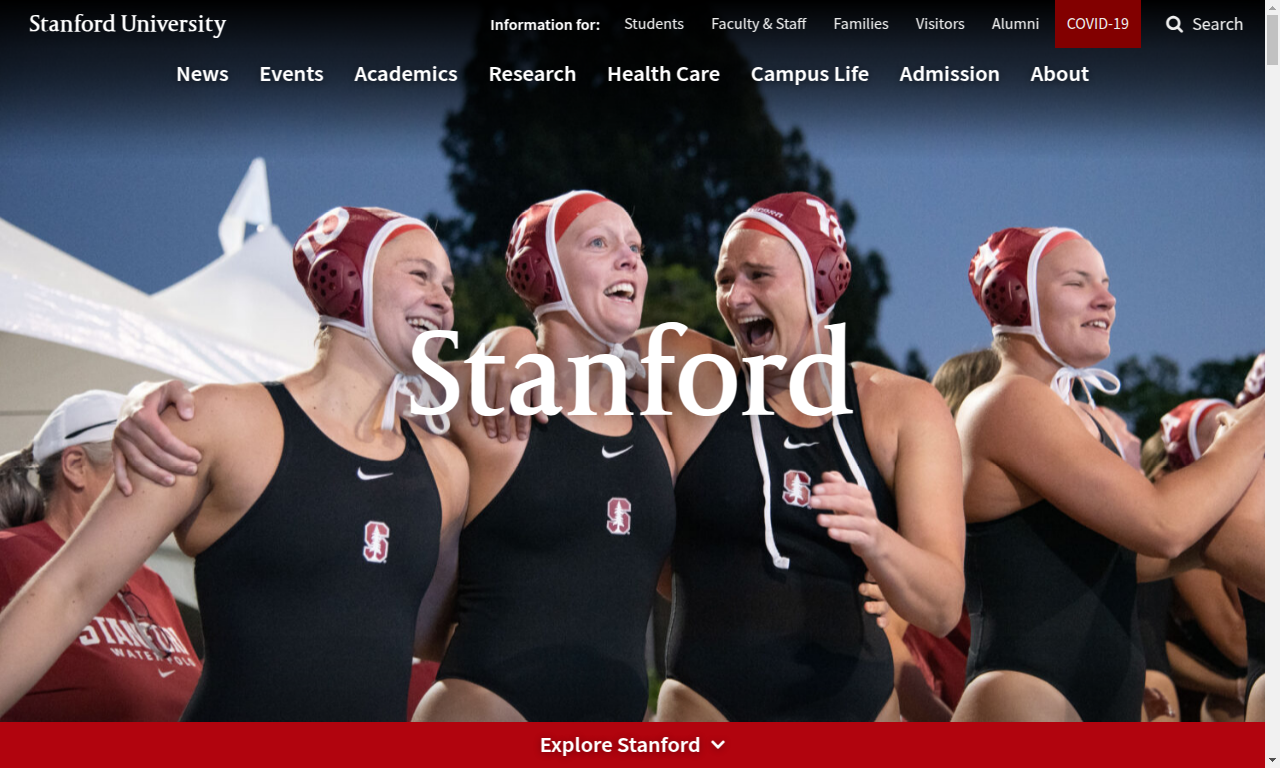 Stanford University
Information for: Students Faculty & Staff Families Visitors Alumni COVID-19 Search
News Events Academics Research Health Care Campus Life Admission About
Stanford
STANFORD
WATER POLO
S
S
S
Explore Stanford